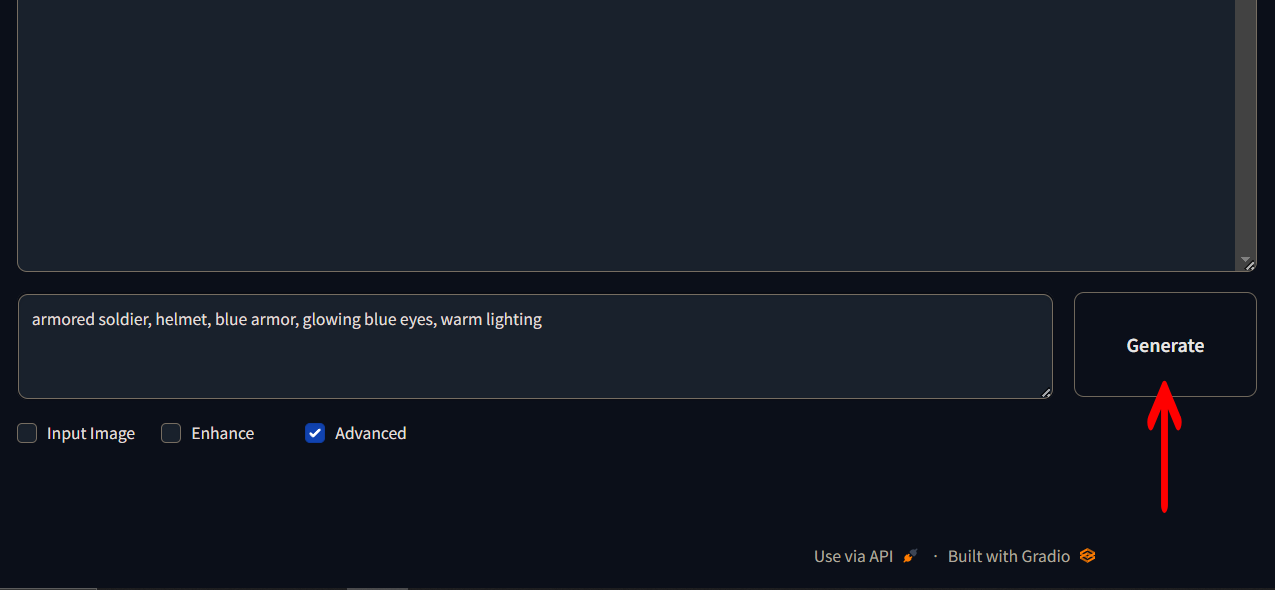 armored soldier, helmet, blue armor, glowing blue eyes, warm lighting
Generate
Input Image Enhance Advanced
Use via API · Built with Gradio